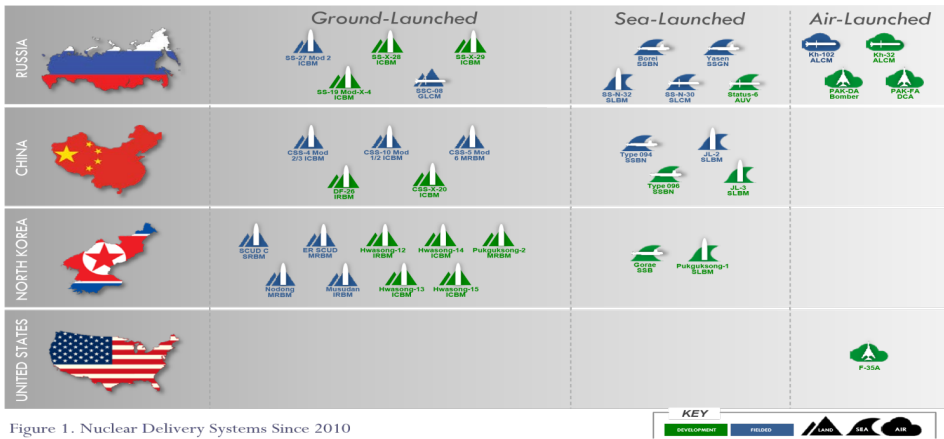 Ground-Launched
Sea-Launched
Air-Launched
RUSSIA
SS-27 Mod 2
ICBM
SS-X-28
ICBM
SS-X-29
ICBM
SS-19 Mod-X-4
ICBM
SSC-08
GLCM
Borei
SSBN
Yasen
SSGN
SS-N-32
SLBM
SS-N-30
SLCM
Status-6
AUV
Kh-102
ALCM
Kh-32
ALCM
PAK-DA
Bomber
PAK-FA
DCA
CHINA
CSS-4 Mod
2/3 ICBM
CSS-10 Mod
1/2 ICBM
CSS-5 Mod
6 MRBM
DF-26
IRBM
CSS-X-20
ICBM
Type 094
SSBN
JL-2
SLBM
Type 096
SSBN
JL-3
SLBM
NORTH KOREA
SCUD C
SRBM
ER SCUD
MRBM
Hwasong-12
IRBM
Hwasong-14
ICBM
Pukguksong-2
MRBM
Nodong
MRBM
Musudan
IRBM
Hwasong-13
ICBM
Hwasong-15
ICBM
Gorae
SSB
Pukguksong-1
SLBM
UNITED STATES
F-35A
Figure 1. Nuclear Delivery Systems Since 2010
KEY
DEVELOPMENT
FIELDED
LAND
SEA
AIR